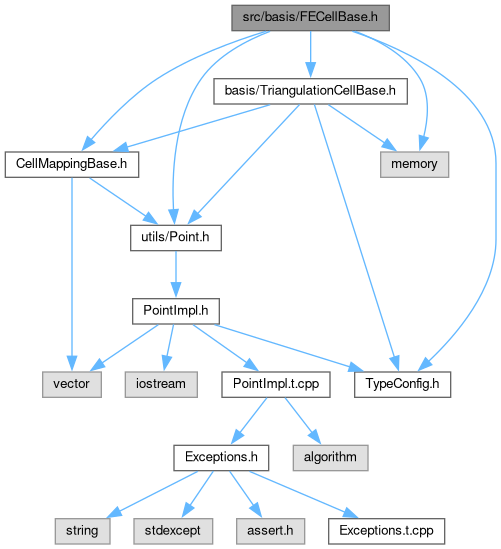 src/basis/FECellBase.h
basis/TriangulationCellBase.h
CellMappingBase.h
memory
utils/Point.h
PointImpl.h
vector
iostream
PointImpl.t.cpp
TypeConfig.h
Exceptions.h
algorithm
string
stdexcept
assert.h
Exceptions.t.cpp